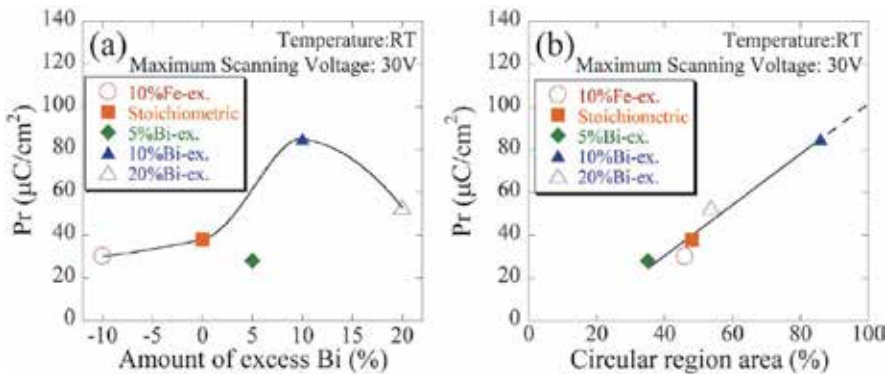 (a)
Temperature:RT
Maximum Scanning Voltage: 30V
10%Fe-ex.
Stoichiometric
5%Bi-ex.
10%Bi-ex.
20%Bi-ex.
Pr (μC/cm²)
140
120
100
80
60
40
20
0
-10 -5 0 5 10 15 20
Amount of excess Bi (%)
(b)
Temperature:RT
Maximum Scanning Voltage: 30V
10%Fe-ex.
Stoichiometric
5%Bi-ex.
10%Bi-ex.
20%Bi-ex.
Pr (μC/cm²)
140
120
100
80
60
40
20
0
0 20 40 60 80 100
Circular region area (%)